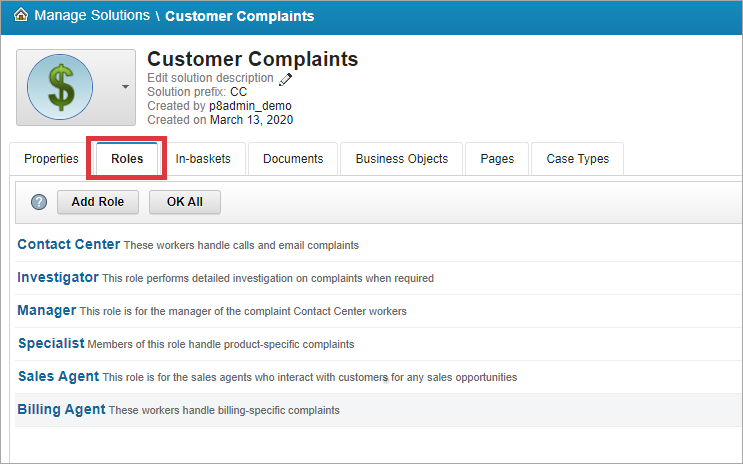 Manage Solutions \ Customer Complaints
$
Customer Complaints
Edit solution description
Solution prefix: CC
Created by p8admin_demo
Created on March 13, 2020
Properties Roles In-baskets Documents Business Objects Pages Case Types
? Add Role OK All
Contact Center These workers handle calls and email complaints
Investigator This role performs detailed investigation on complaints when required
Manager This role is for the manager of the complaint Contact Center workers
Specialist Members of this role handle product-specific complaints
Sales Agent This role is for the sales agents who interact with customers for any sales opportunities
Billing Agent These workers handle billing-specific complaints